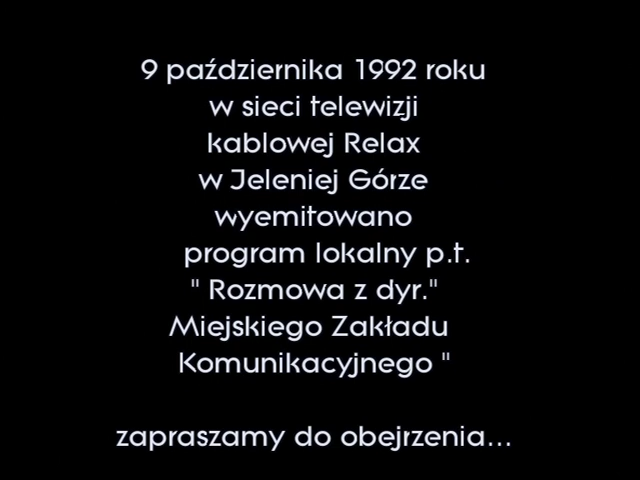 9 października 1992 roku
w sieci telewizji
kablowej Relax
w Jeleniej Górze
wyemitowano
program lokalny p.t.
" Rozmowa z dyr."
Miejskiego Zakładu
Komunikacyjnego "
zapraszamy do obejrzenia...